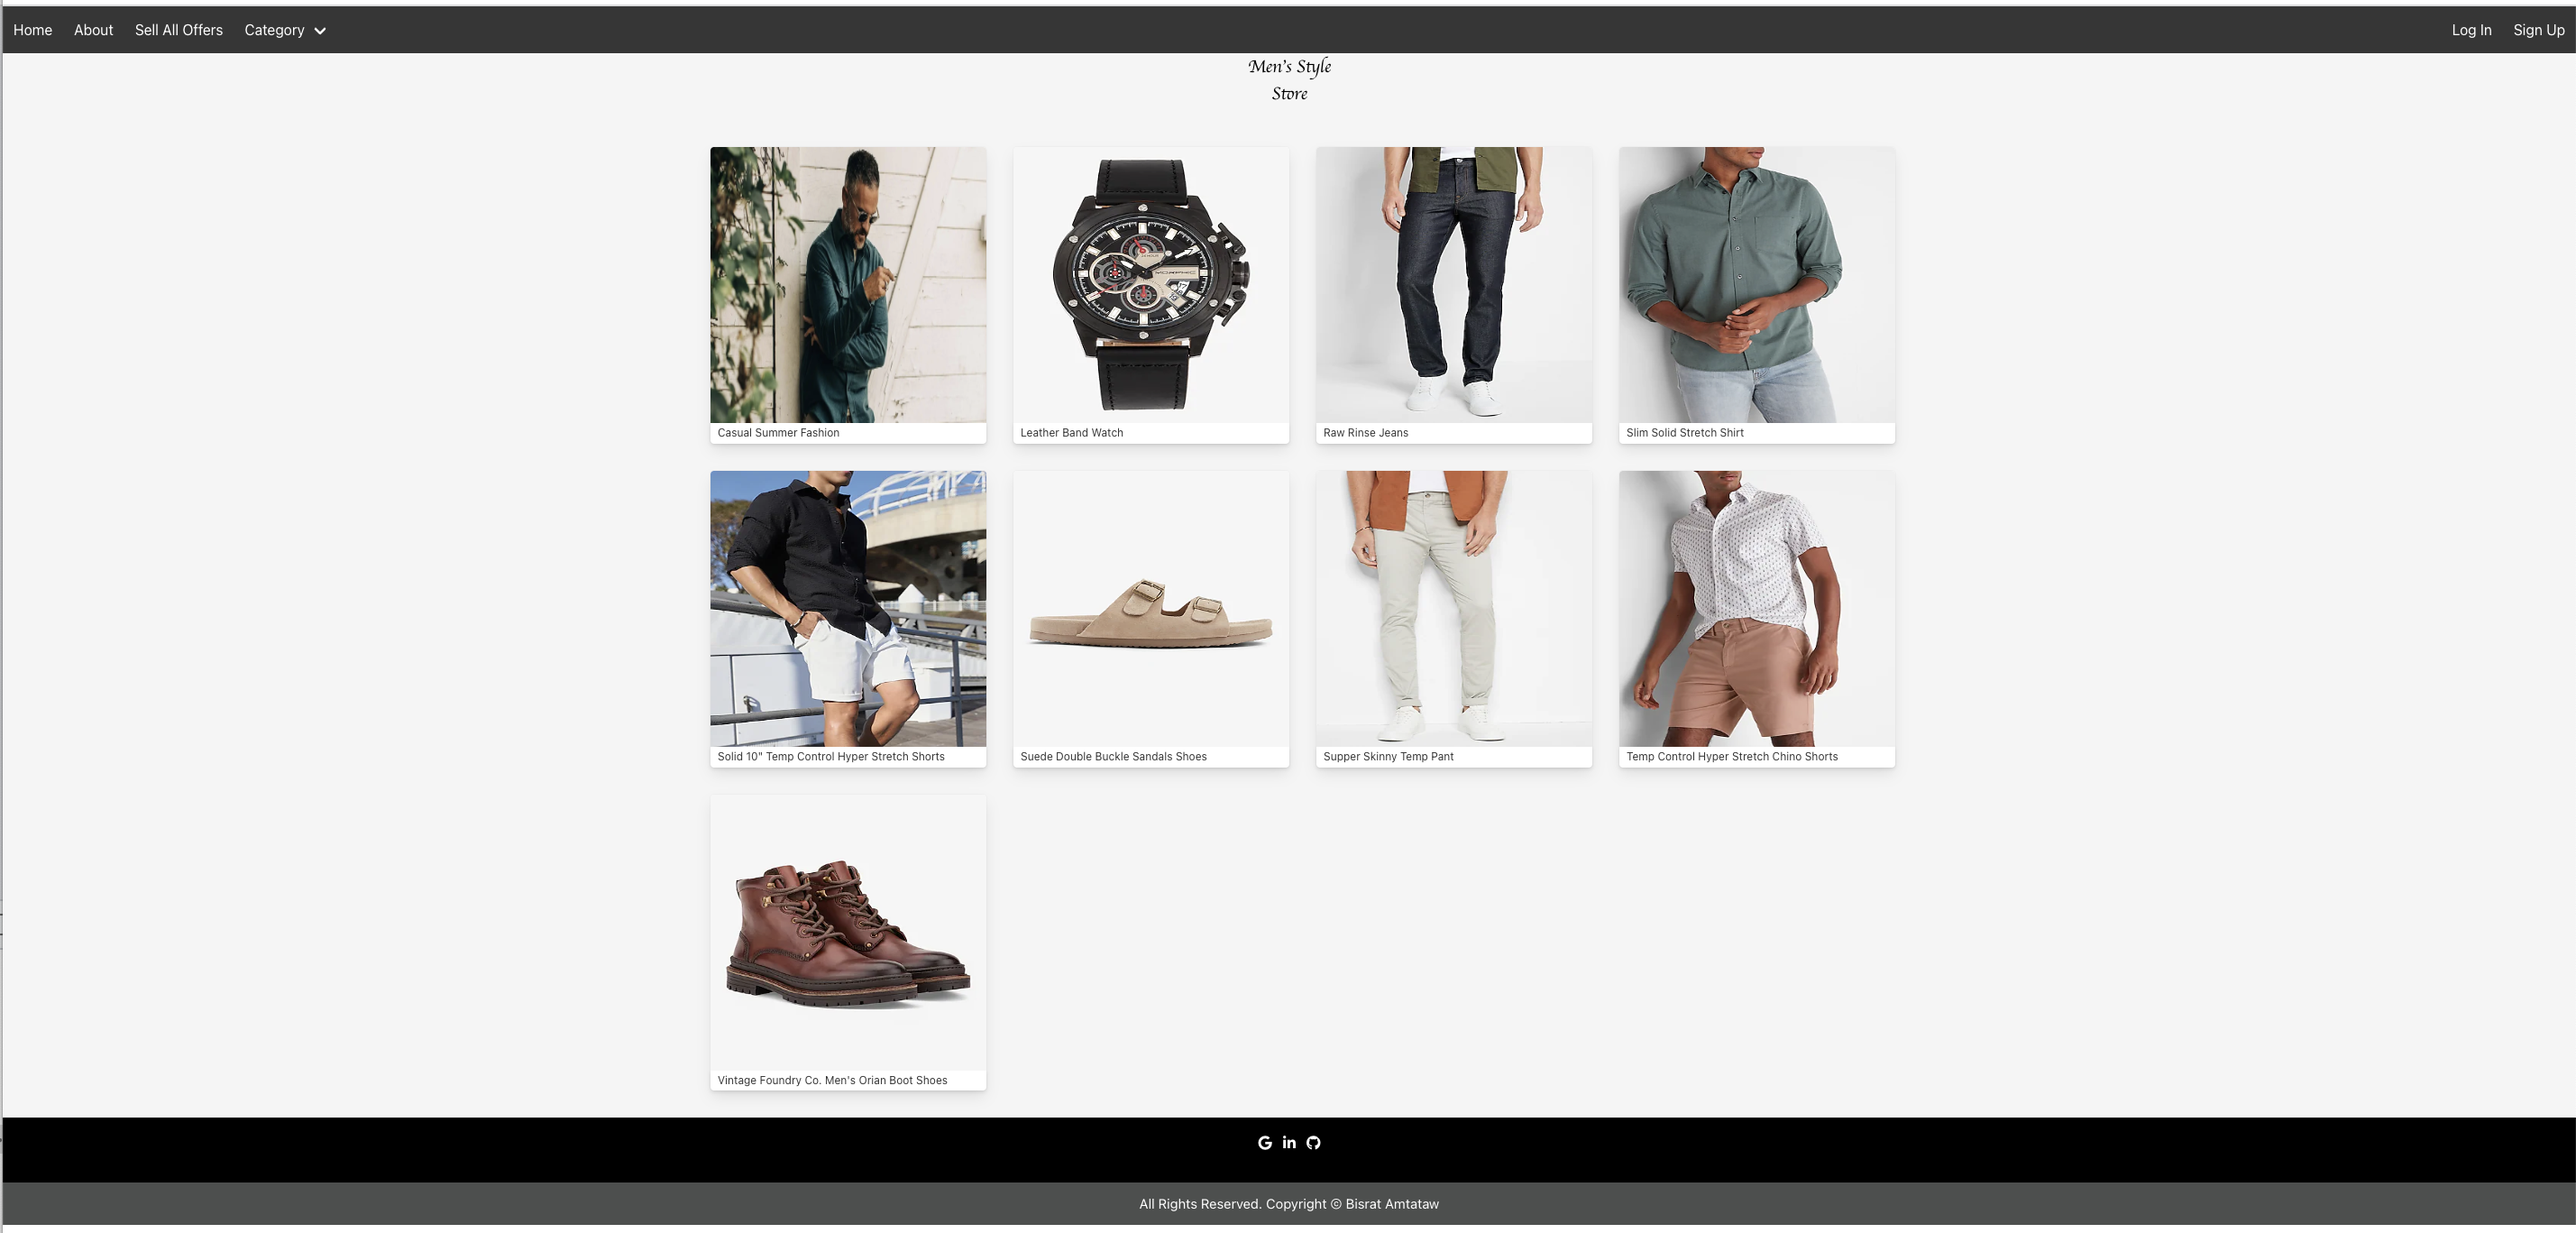 Home About Sell All Offers Category Log In Sign Up
Men's Style
Store
Casual Summer Fashion
Leather Band Watch
Raw Rinse Jeans
Slim Solid Stretch Shirt
Solid 10" Temp Control Hyper Stretch Shorts
Suede Double Buckle Sandals Shoes
Supper Skinny Temp Pant
Temp Control Hyper Stretch Chino Shorts
Vintage Foundry Co. Men's Orian Boot Shoes
All Rights Reserved. Copyright © Bisrat Amtataw